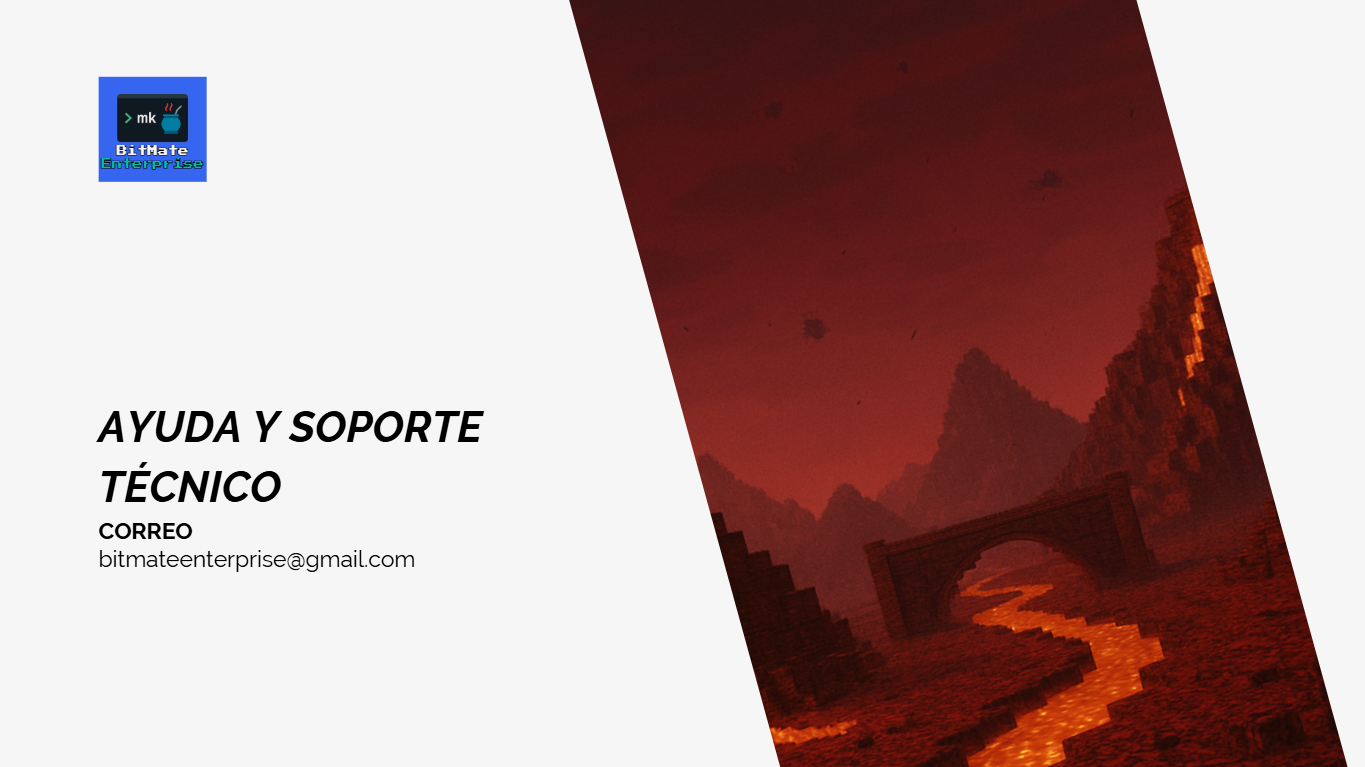 > mk
BitMate
Enterprise
AYUDA Y SOPORTE
TÉCNICO
CORREO
bitmateenterprise@gmail.com